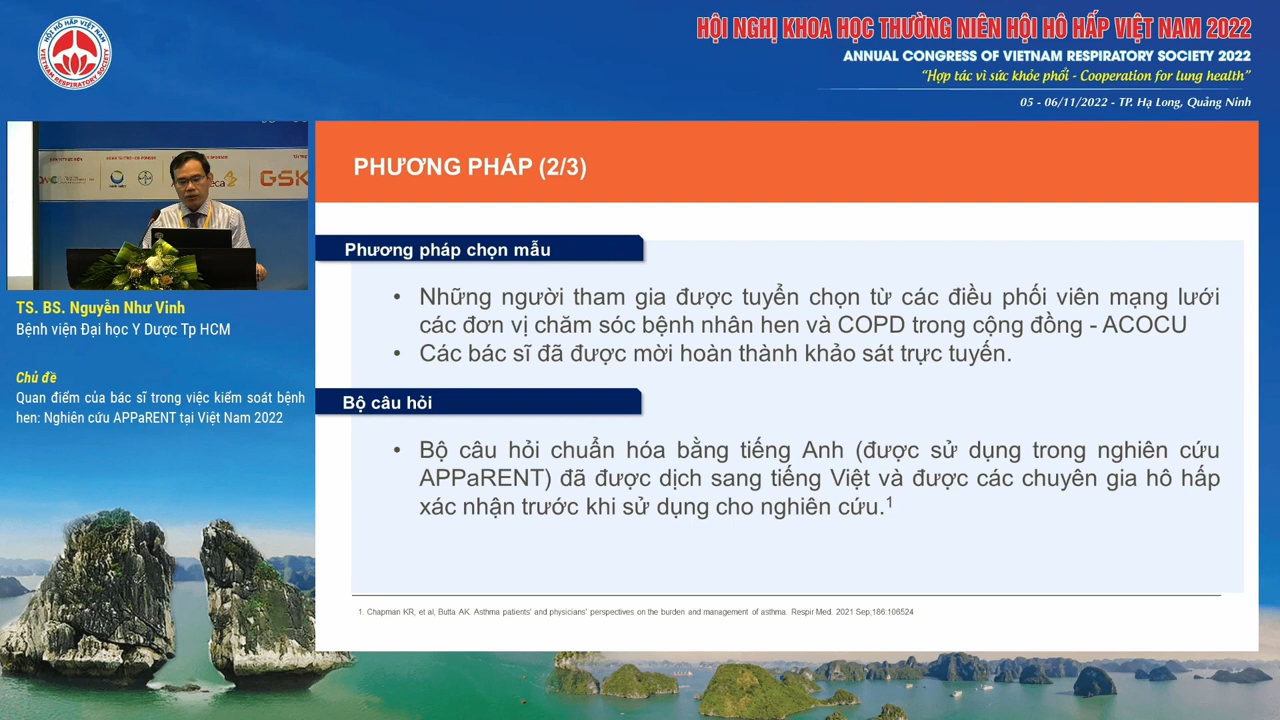 HỘI HÔ HẤP VIỆT NAM
VIETNAM RESPIRATORY SOCIETY
HỘI NGHỊ KHOA HỌC THƯỜNG NIÊN HỘI HÔ HẤP VIỆT NAM 2022
ANNUAL CONGRESS OF VIETNAM RESPIRATORY SOCIETY 2022
“Hợp tác vì sức khỏe phổi - Cooperation for lung health”
05 - 06/11/2022 - TP. Hạ Long, Quảng Ninh
GSK
TS. BS. Nguyễn Như Vinh
Bệnh viện Đại học Y Dược Tp HCM
Chủ đề
Quan điểm của bác sĩ trong việc kiểm soát bệnh
hen: Nghiên cứu APPaRENT tại Việt Nam 2022
PHƯƠNG PHÁP (2/3)
Phương pháp chọn mẫu
• Những người tham gia được tuyển chọn từ các điều phối viên mạng lưới
các đơn vị chăm sóc bệnh nhân hen và COPD trong cộng đồng - ACOCU
• Các bác sĩ đã được mời hoàn thành khảo sát trực tuyến.
Bộ câu hỏi
• Bộ câu hỏi chuẩn hóa bằng tiếng Anh (được sử dụng trong nghiên cứu
APPaRENT) đã được dịch sang tiếng Việt và được các chuyên gia hô hấp
xác nhận trước khi sử dụng cho nghiên cứu.¹
1. Chapman KR, et al, Butta AK. Asthma patients' and physicians' perspectives on the burden and management of asthma. Respir Med. 2021 Sep;186:106524